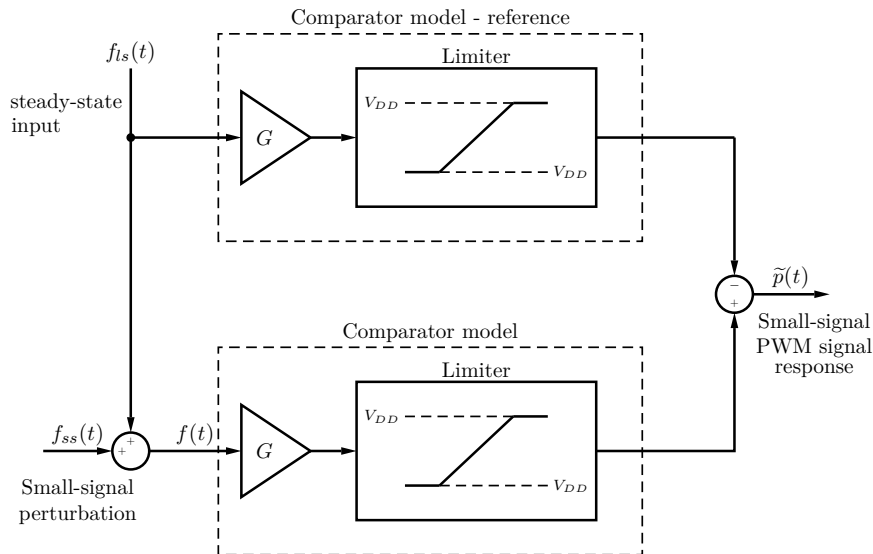 Comparator model - reference
f_{ls}(t)
steady-state
input
Limiter
G
V_{DD}
V_{DD}
−
+
p̃(t)
Small-signal
PWM signal
response
Comparator model
Limiter
V_{DD}
V_{DD}
G
f_{ss}(t)
+
+
f(t)
Small-signal
perturbation